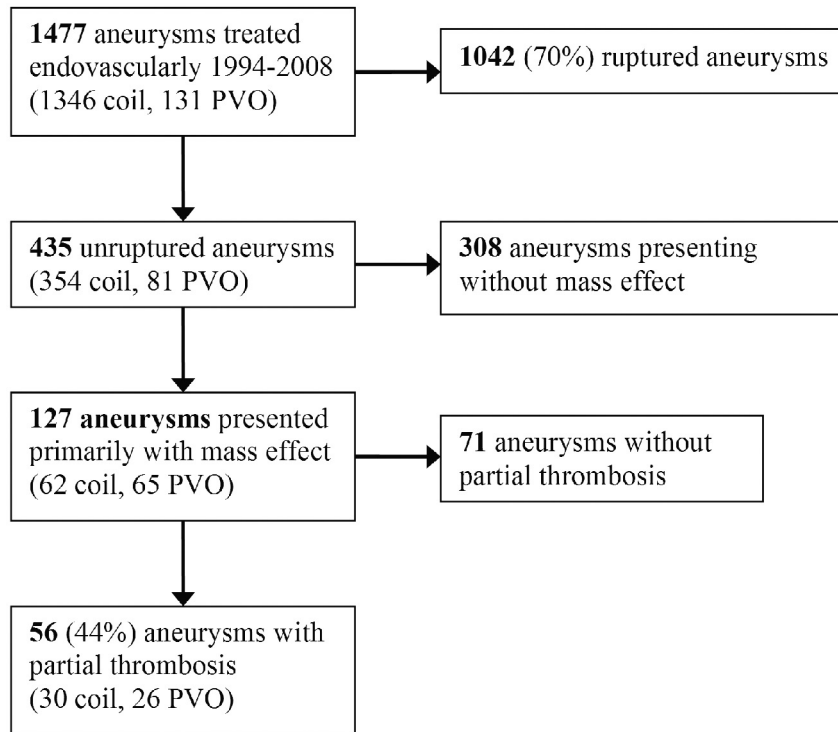 1477 aneurysms treated
endovascularly 1994-2008
(1346 coil, 131 PVO)
1042 (70%) ruptured aneurysms
435 unruptured aneurysms
(354 coil, 81 PVO)
308 aneurysms presenting
without mass effect
127 aneurysms presented
primarily with mass effect
(62 coil, 65 PVO)
71 aneurysms without
partial thrombosis
56 (44%) aneurysms with
partial thrombosis
(30 coil, 26 PVO)